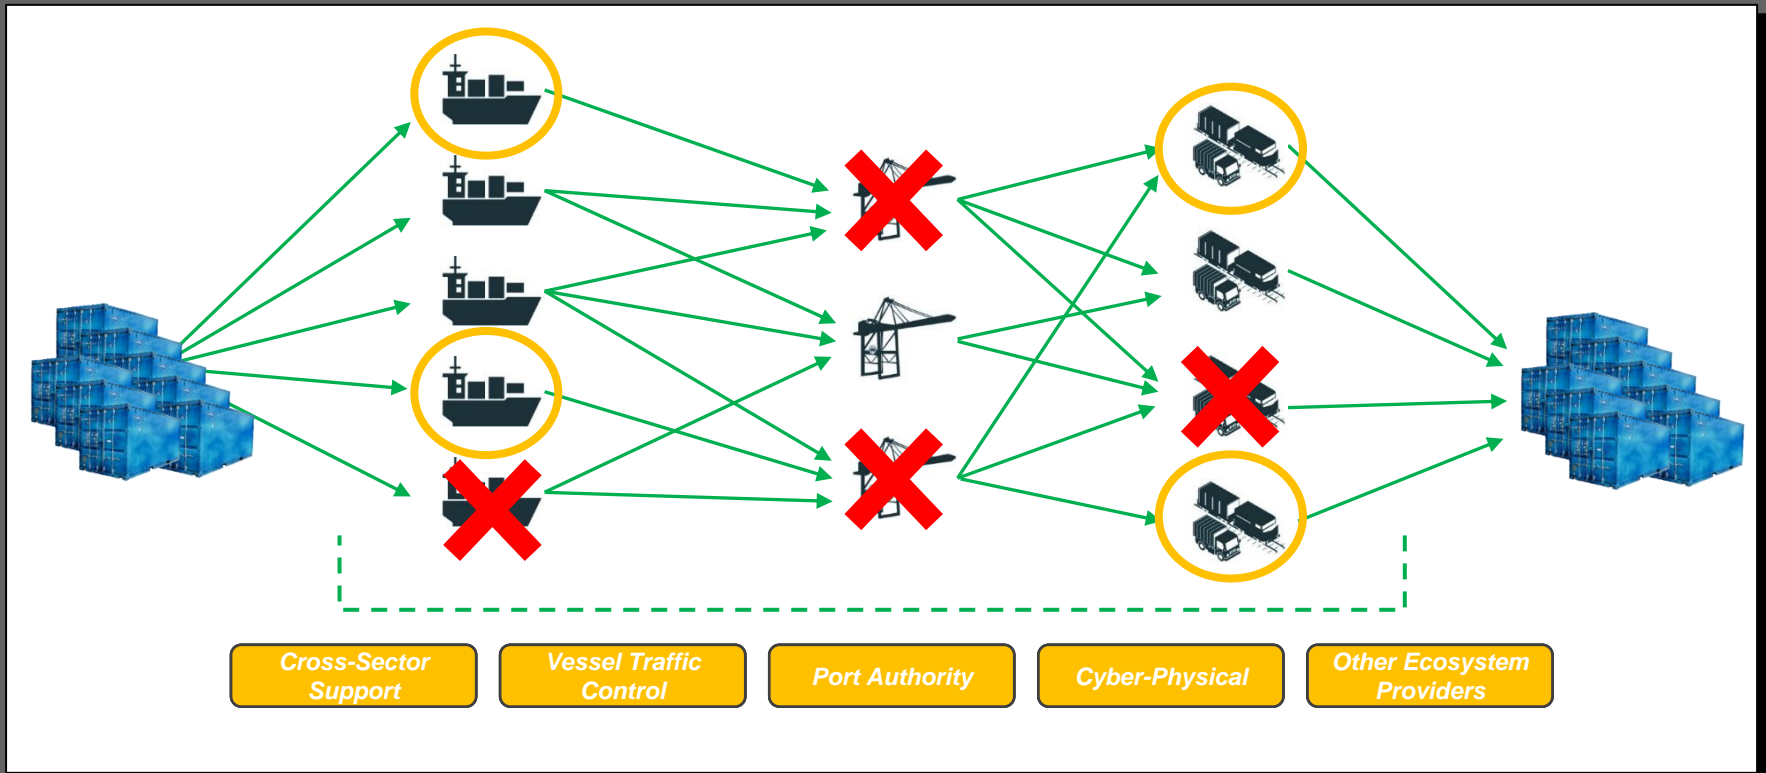 Cross-Sector
Support
Vessel Traffic
Control
Port Authority
Cyber-Physical
Other Ecosystem
Providers